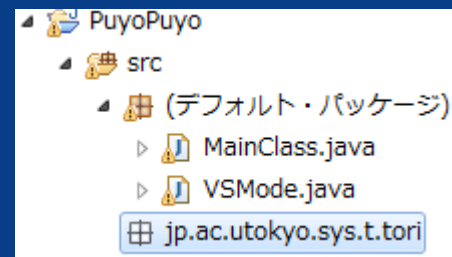 PuyoPuyo
src
(デフォルト・パッケージ)
MainClass.java
VSMode.java
jp.ac.utokyo.sys.t.tori